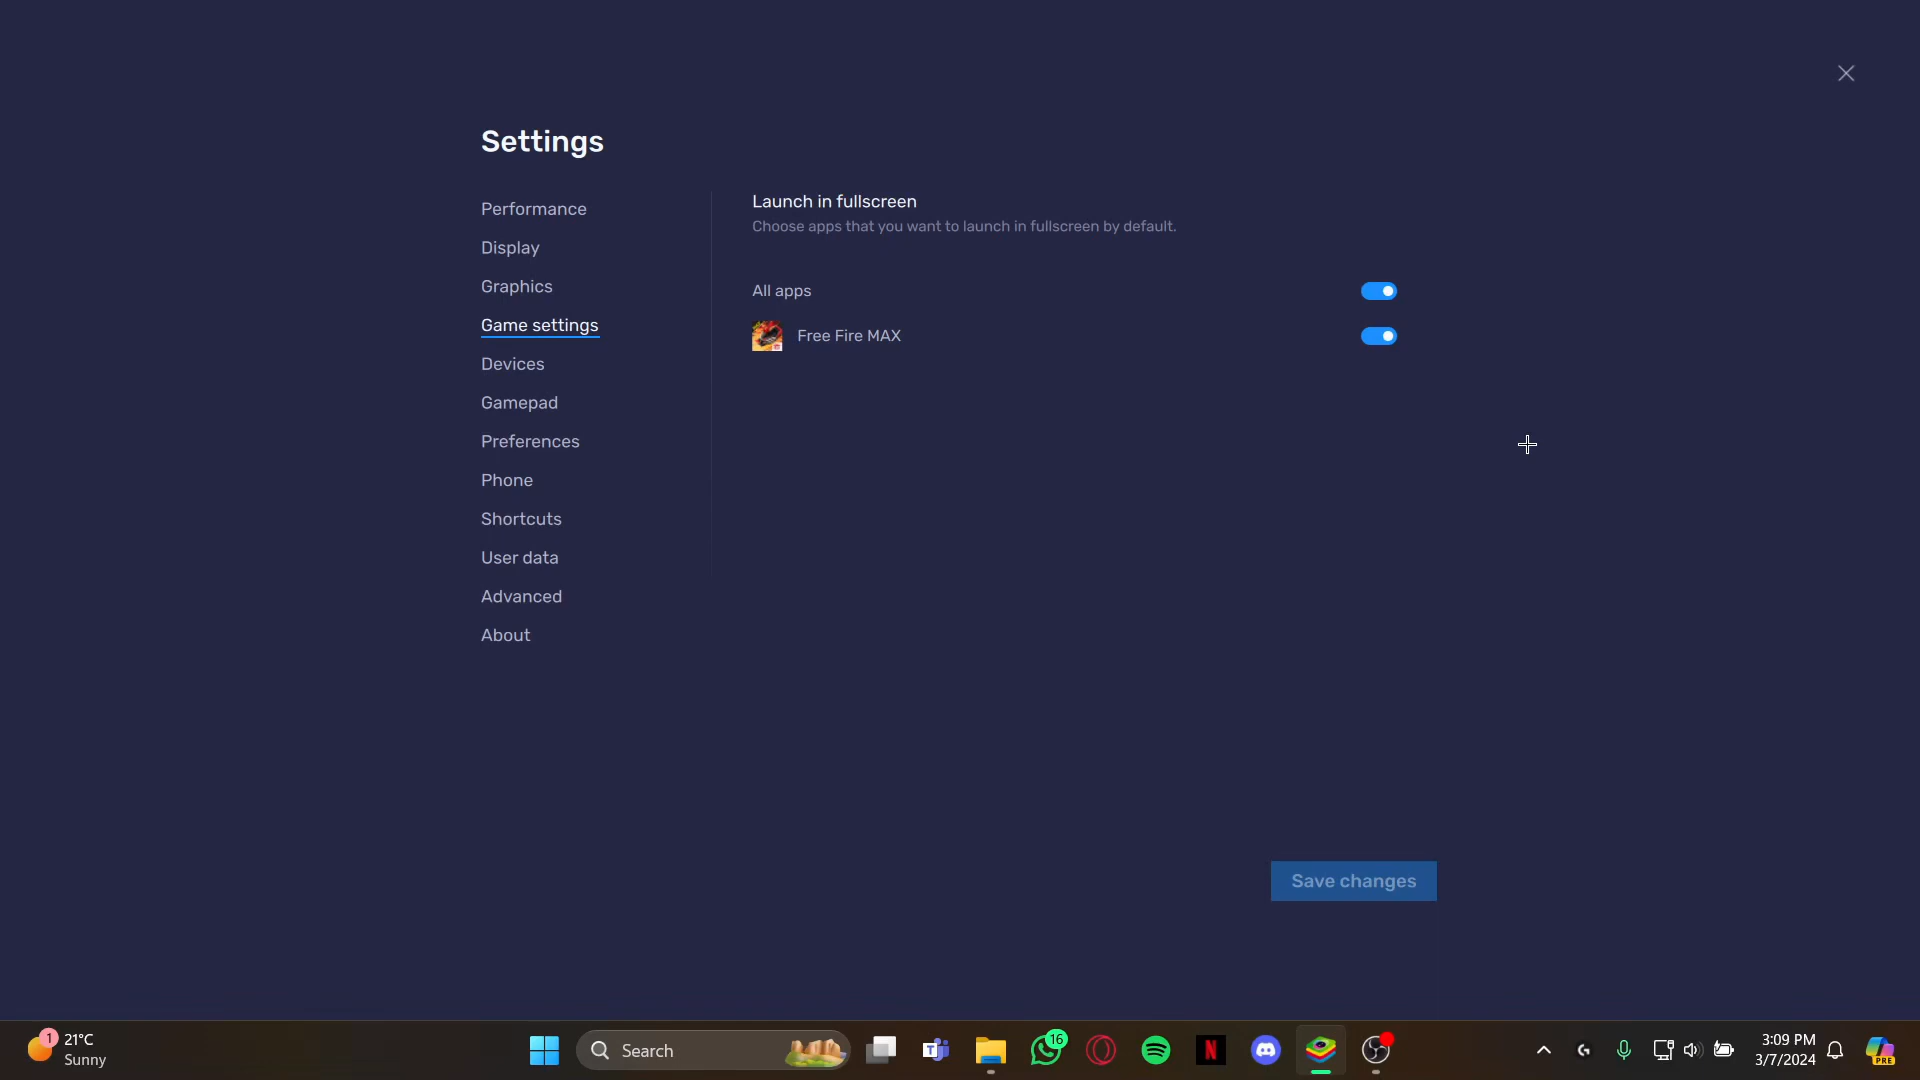 Settings
Performance
Display
Graphics
Game settings
Devices
Gamepad
Preferences
Phone
Shortcuts
User data
Advanced
About
Launch in fullscreen
Choose apps that you want to launch in fullscreen by default.
All apps
Free Fire MAX
Save changes
1
21°C
Sunny
Search
T
16
N
G
3:09 PM
3/7/2024
PRE